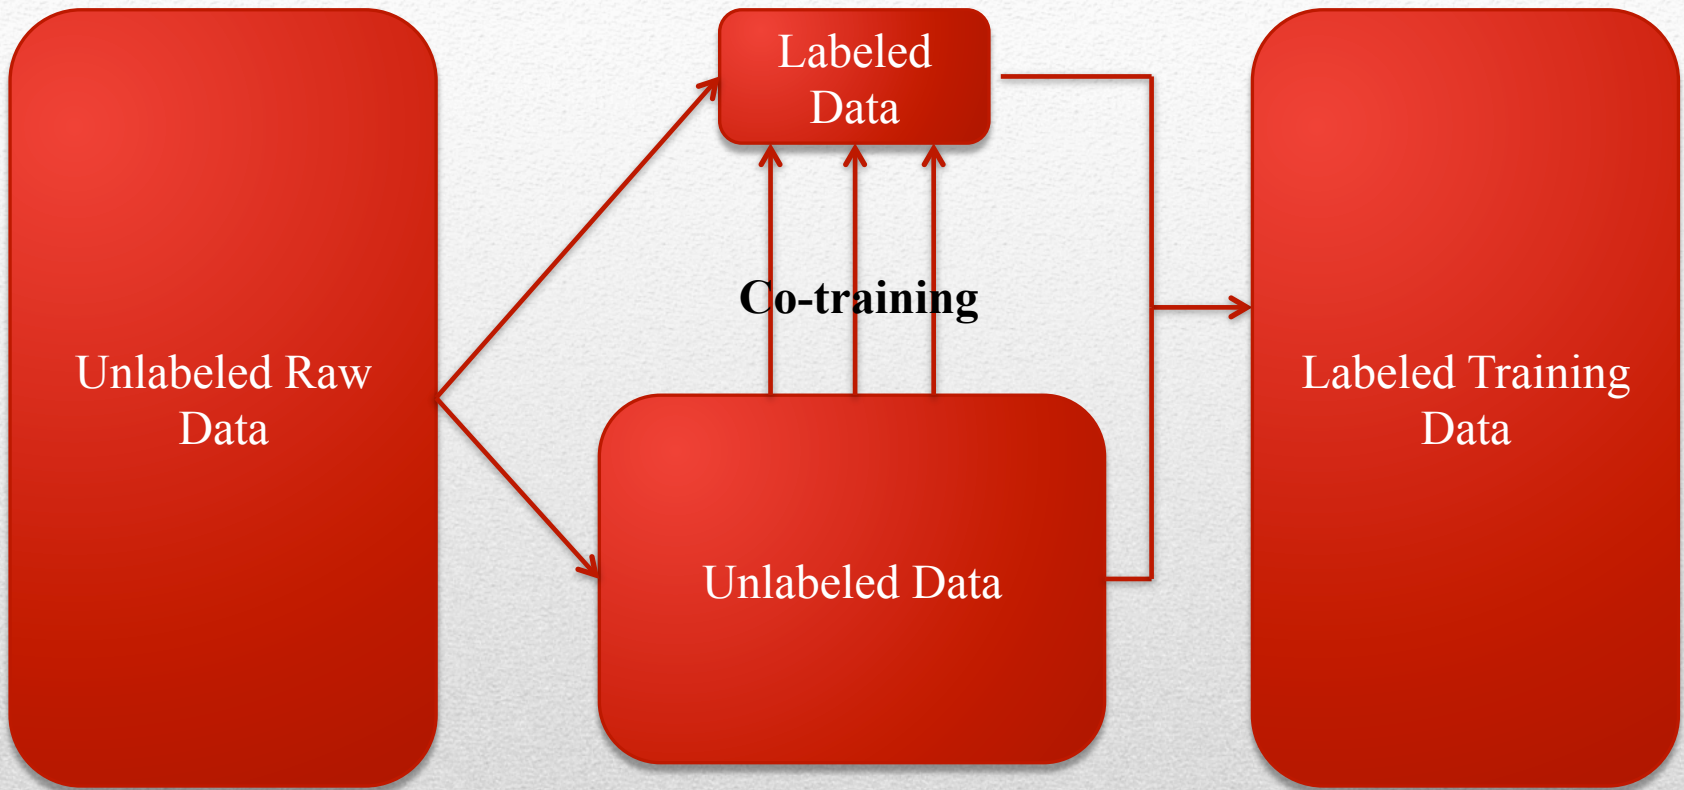 Unlabeled Raw
Data
Labeled
Data
Co-training
Unlabeled Data
Labeled Training
Data